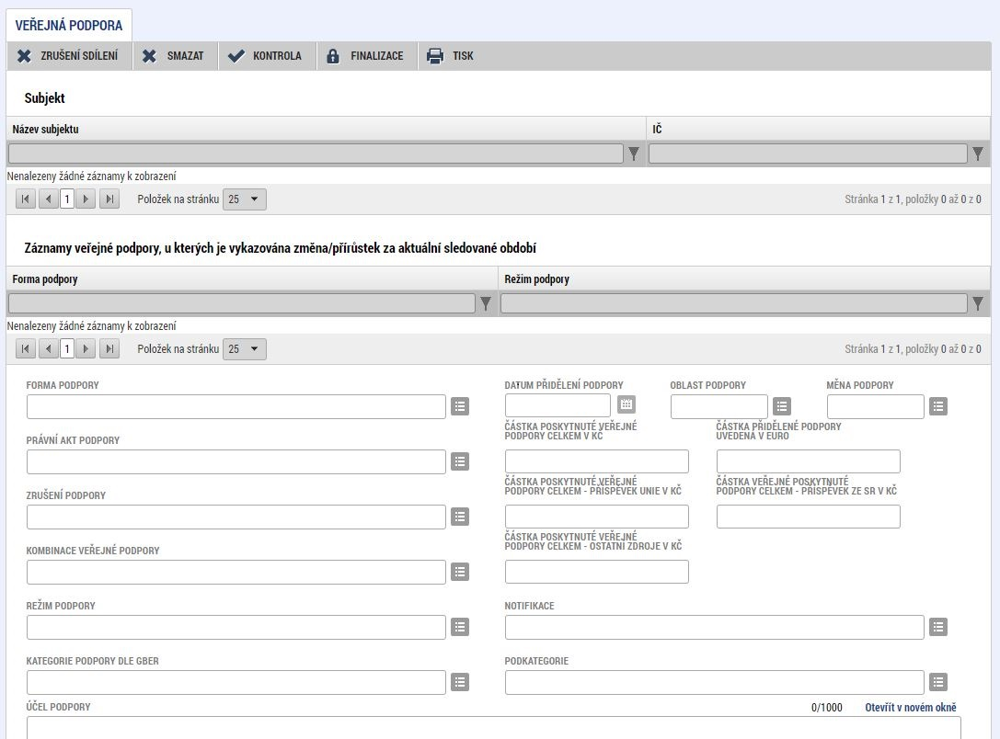 VEŘEJNÁ PODPORA
ZRUŠENÍ SDÍLENÍ SMAZAT KONTROLA FINALIZACE TISK
Subjekt
Název subjektu IČ
Nenalezeny žádné záznamy k zobrazení
1 Položek na stránku 25 Stránka 1 z 1, položky 0 až 0 z 0
Záznamy veřejné podpory, u kterých je vykazována změna/přírůstek za aktuální sledované období
Forma podpory Režim podpory
Nenalezeny žádné záznamy k zobrazení
1 Položek na stránku 25 Stránka 1 z 1, položky 0 až 0 z 0
FORMA PODPORY DATUM PŘIDĚLENÍ PODPORY OBLAST PODPORY MĚNA PODPORY
ČÁSTKA POSKYTNUTÉ VEŘEJNÉ ČÁSTKA PŘIDĚLENÉ PODPORY
PODPORY CELKEM V KČ UVEDENÁ V EURO
PRÁVNÍ AKT PODPORY
ČÁSTKA POSKYTNUTÉ VEŘEJNÉ ČÁSTKA VEŘEJNÉ POSKYTNUTÉ
PODPORY CELKEM - PŘÍSPĚVEK UNIE V KČ PODPORY CELKEM - PŘÍSPĚVEK ZE SR V KČ
ZRUŠENÍ PODPORY
ČÁSTKA POSKYTNUTÉ VEŘEJNÉ
PODPORY CELKEM - OSTATNÍ ZDROJE V KČ
KOMBINACE VEŘEJNÉ PODPORY
REŽIM PODPORY NOTIFIKACE
KATEGORIE PODPORY DLE GBER PODKATEGORIE
ÚČEL PODPORY 0/1000 Otevřít v novém okně